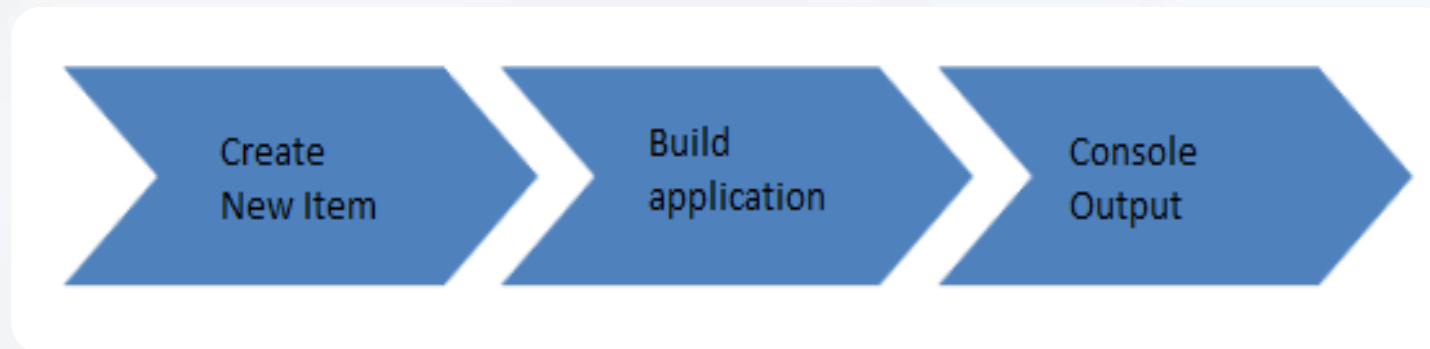 Create
New Item
Build
application
Console
Output